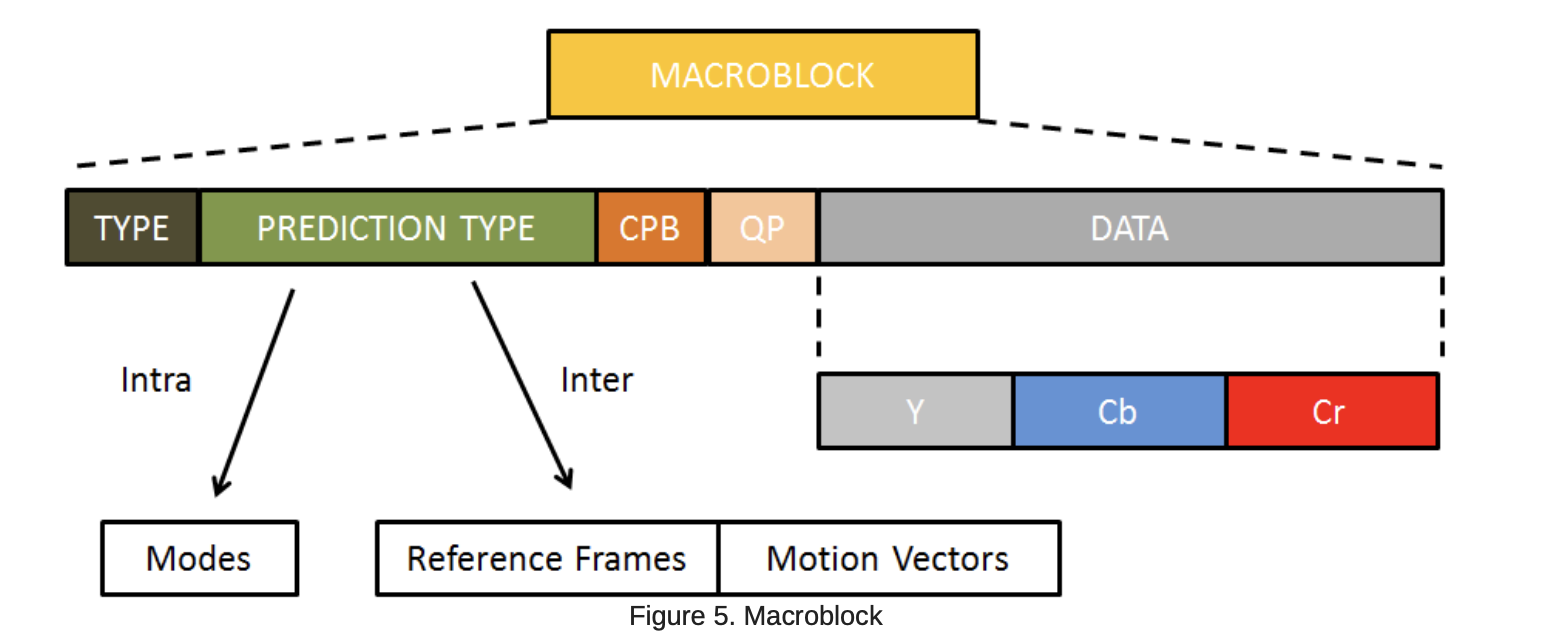 MACROBLOCK
TYPE PREDICTION TYPE CPB QP DATA
Intra Inter
Y Cb Cr
Modes Reference Frames Motion Vectors
Figure 5. Macroblock